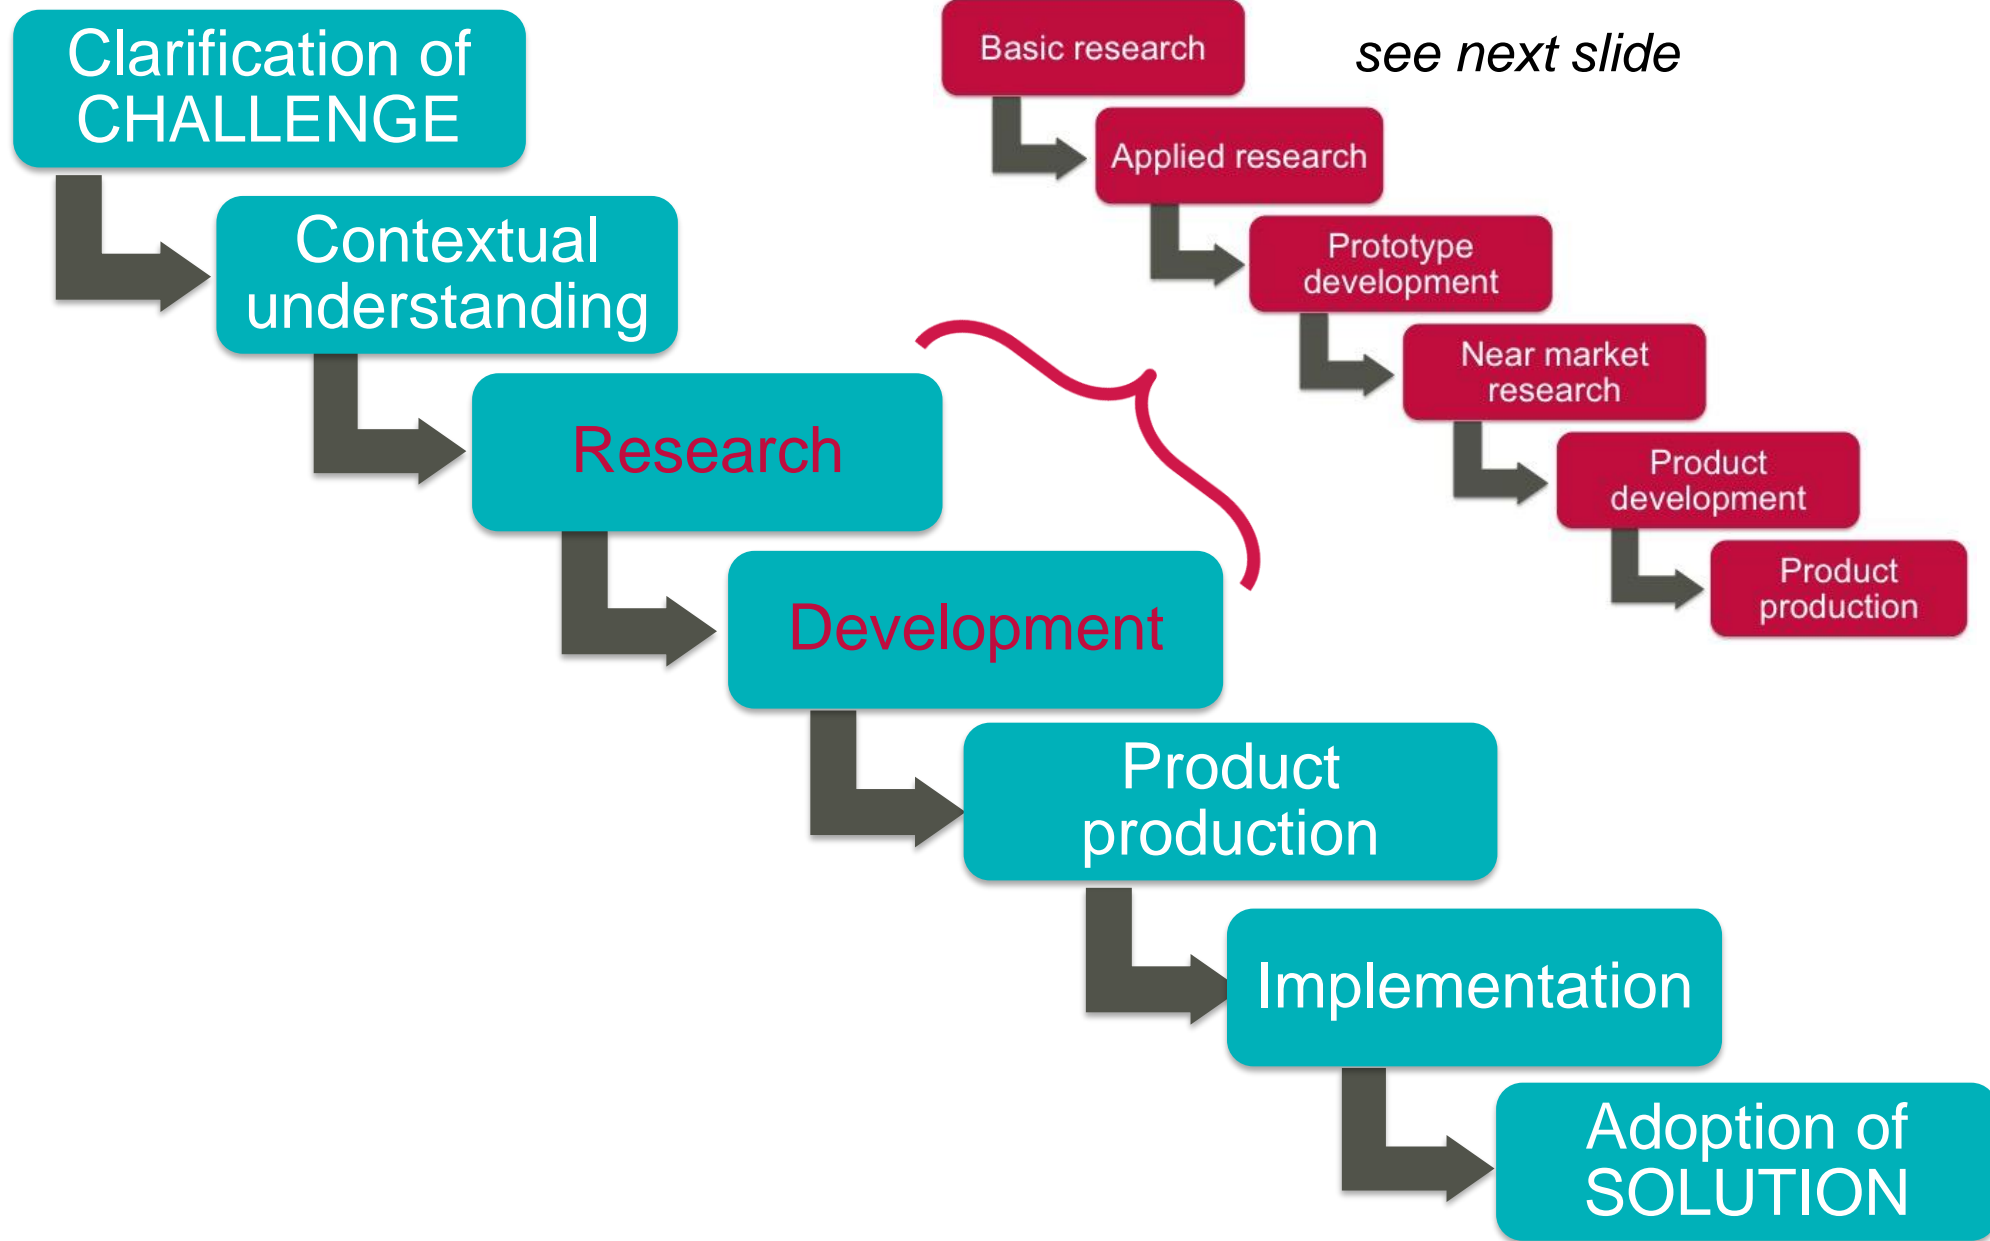 Clarification of
CHALLENGE
Contextual
understanding
Research
Development
Product
production
Implementation
Adoption of
SOLUTION
Basic research
see next slide
Applied research
Prototype
development
Near market
research
Product
development
Product
production